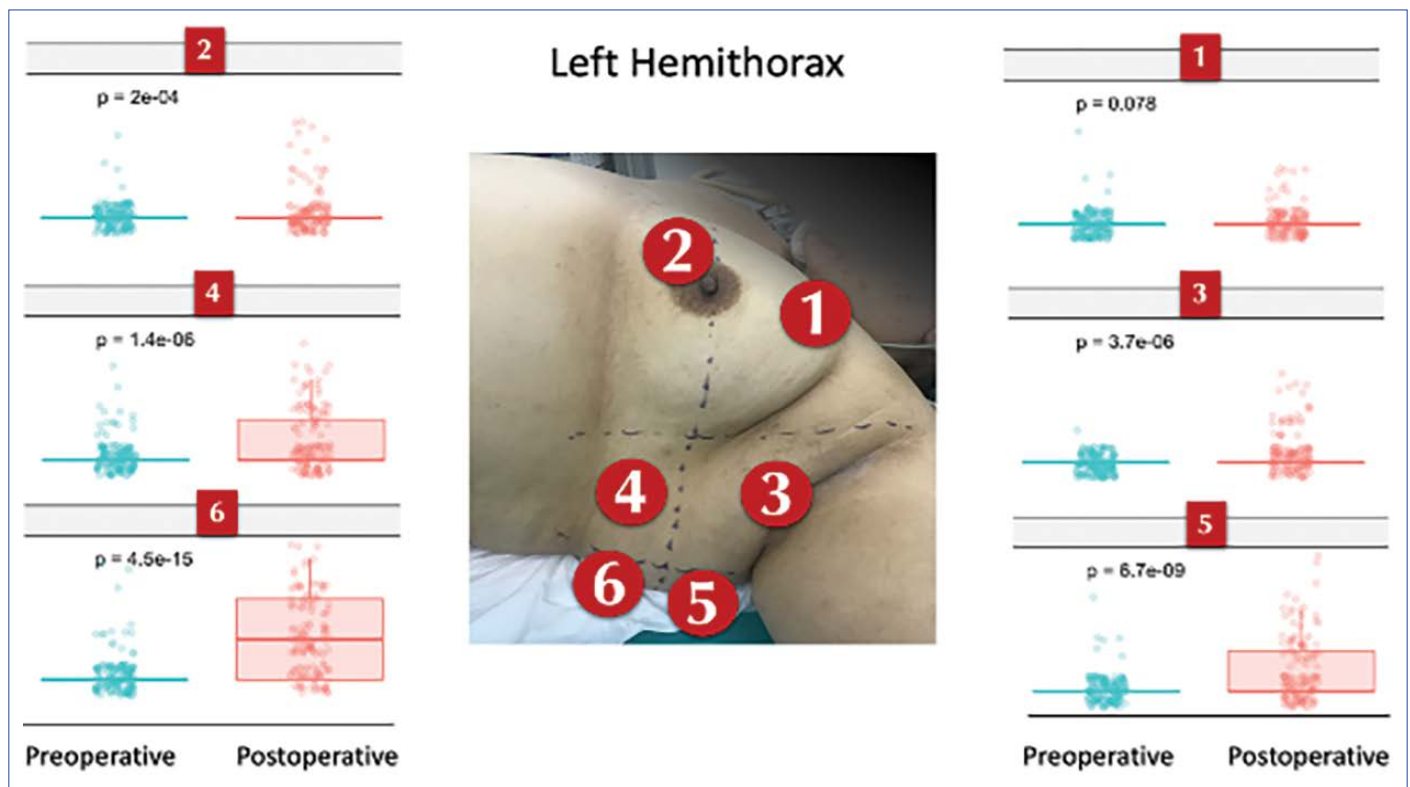 Left Hemithorax
2
p = 2e-04
4
p = 1.4e-06
6
p = 4.5e-15
Preoperative Postoperative
2
1
4
3
6
5
1
p = 0.078
3
p = 3.7e-06
5
p = 6.7e-09
Preoperative Postoperative